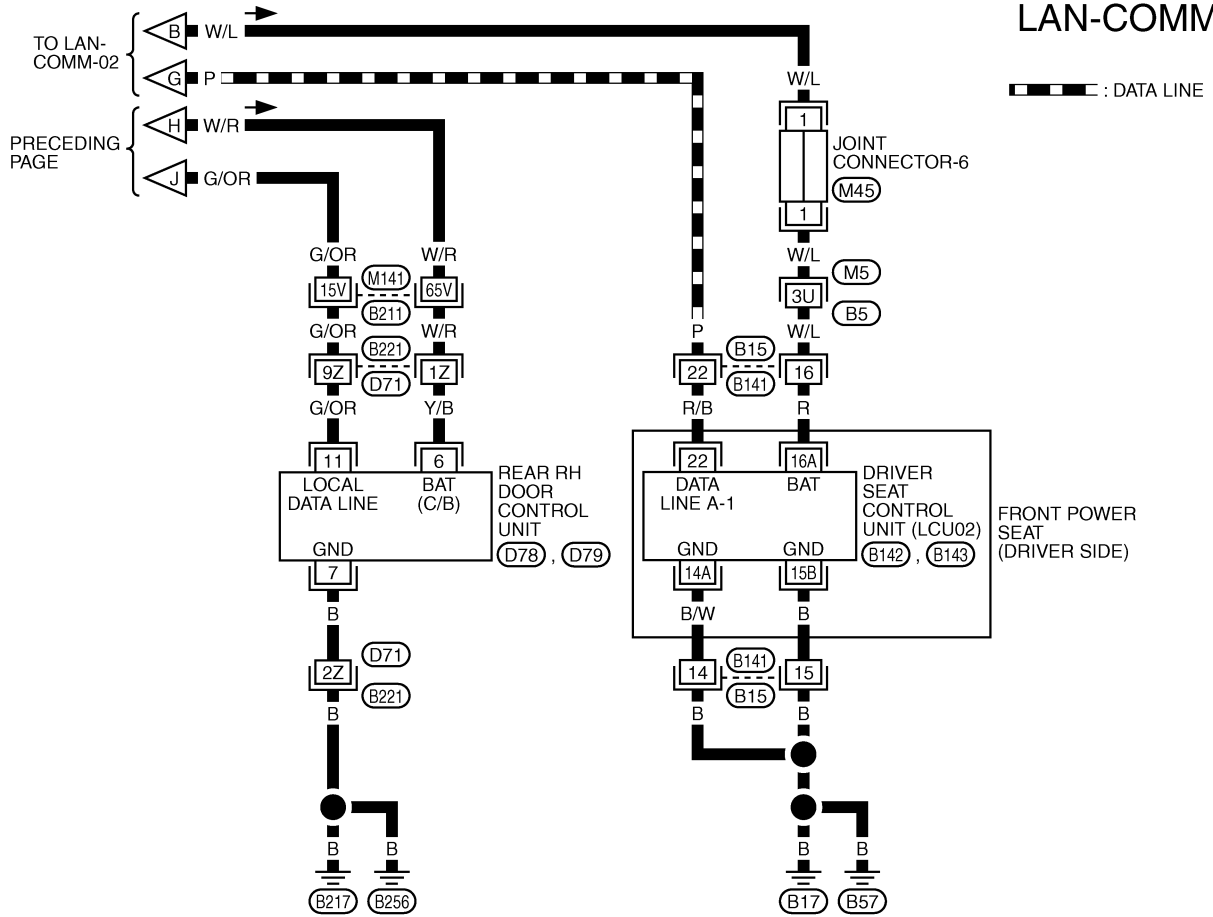 LAN-COMM
TO LAN-
COMM-02
B W/L
G P
W/L
: DATA LINE
PRECEDING
PAGE
H W/R
J G/OR
1
JOINT
CONNECTOR-6
M45
1
G/OR W/R W/L
15V M141 65V
B211
M5
3U
B5
G/OR W/R P W/L
9Z B221 1Z
D71
22 B15 16
B141
G/OR Y/B R/B R
11 6
LOCAL
DATA LINE
BAT
(C/B)
GND
REAR RH
DOOR
CONTROL
UNIT
D78 , D79
22 16A
DATA
LINE A-1
BAT
GND GND
DRIVER
SEAT
CONTROL
UNIT (LCU02)
B142 , B143
FRONT POWER
SEAT
(DRIVER SIDE)
7 14A 15B
B B/W B
2Z D71
B221
14 B141 15
B15
B B B
B B B B
B217 B256 B17 B57